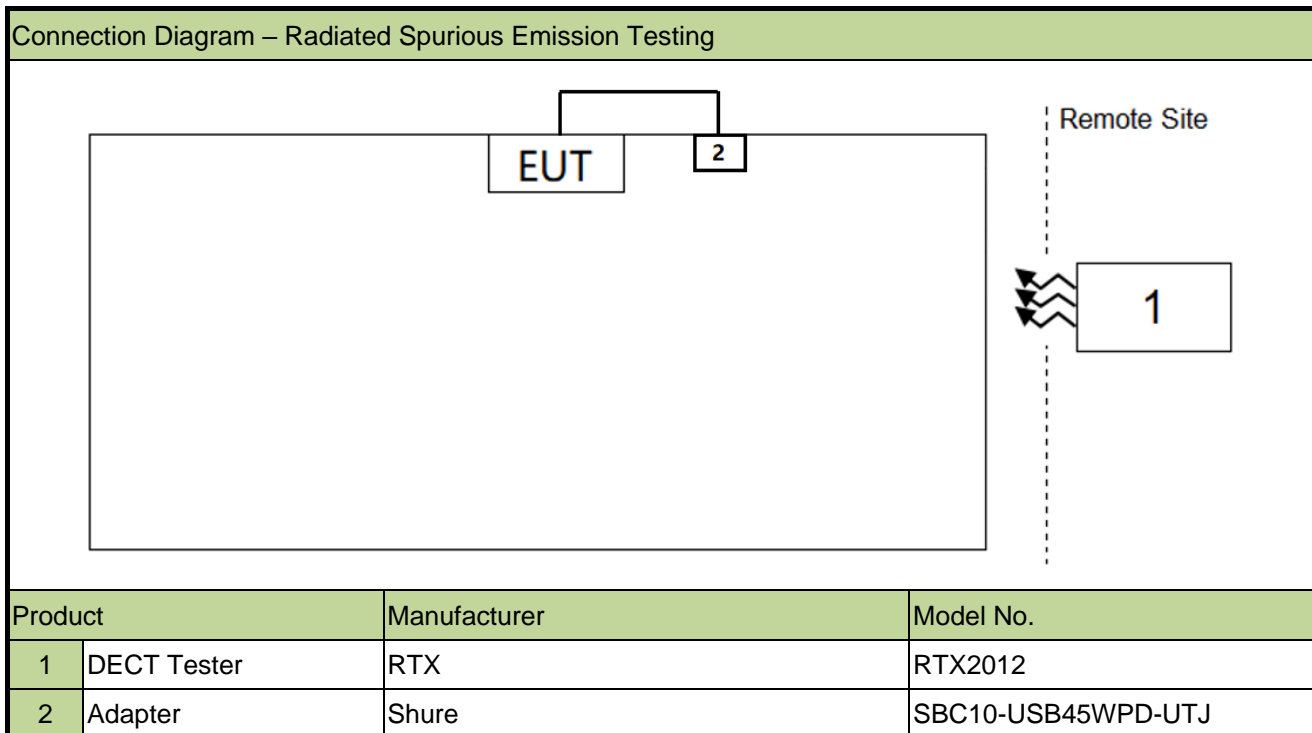 Connection Diagram – Radiated Spurious Emission Testing
Remote Site
EUT
2
1
Product Manufacturer Model No.
1 DECT Tester RTX RTX2012
2 Adapter Shure SBC10-USB45WPD-UTJ